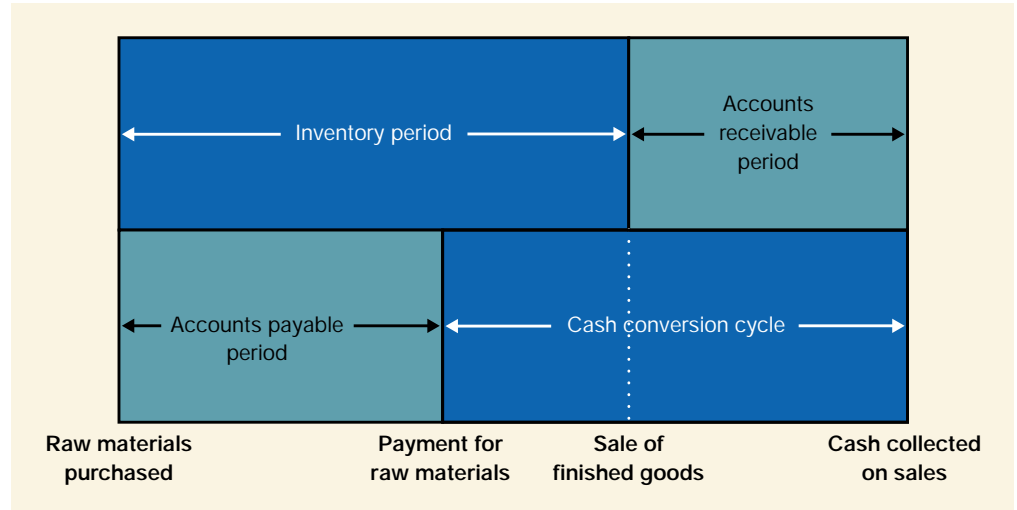 Inventory period
Accounts
receivable
period
Accounts payable
period
Cash conversion cycle
Raw materials
purchased
Payment for
raw materials
Sale of
finished goods
Cash collected
on sales